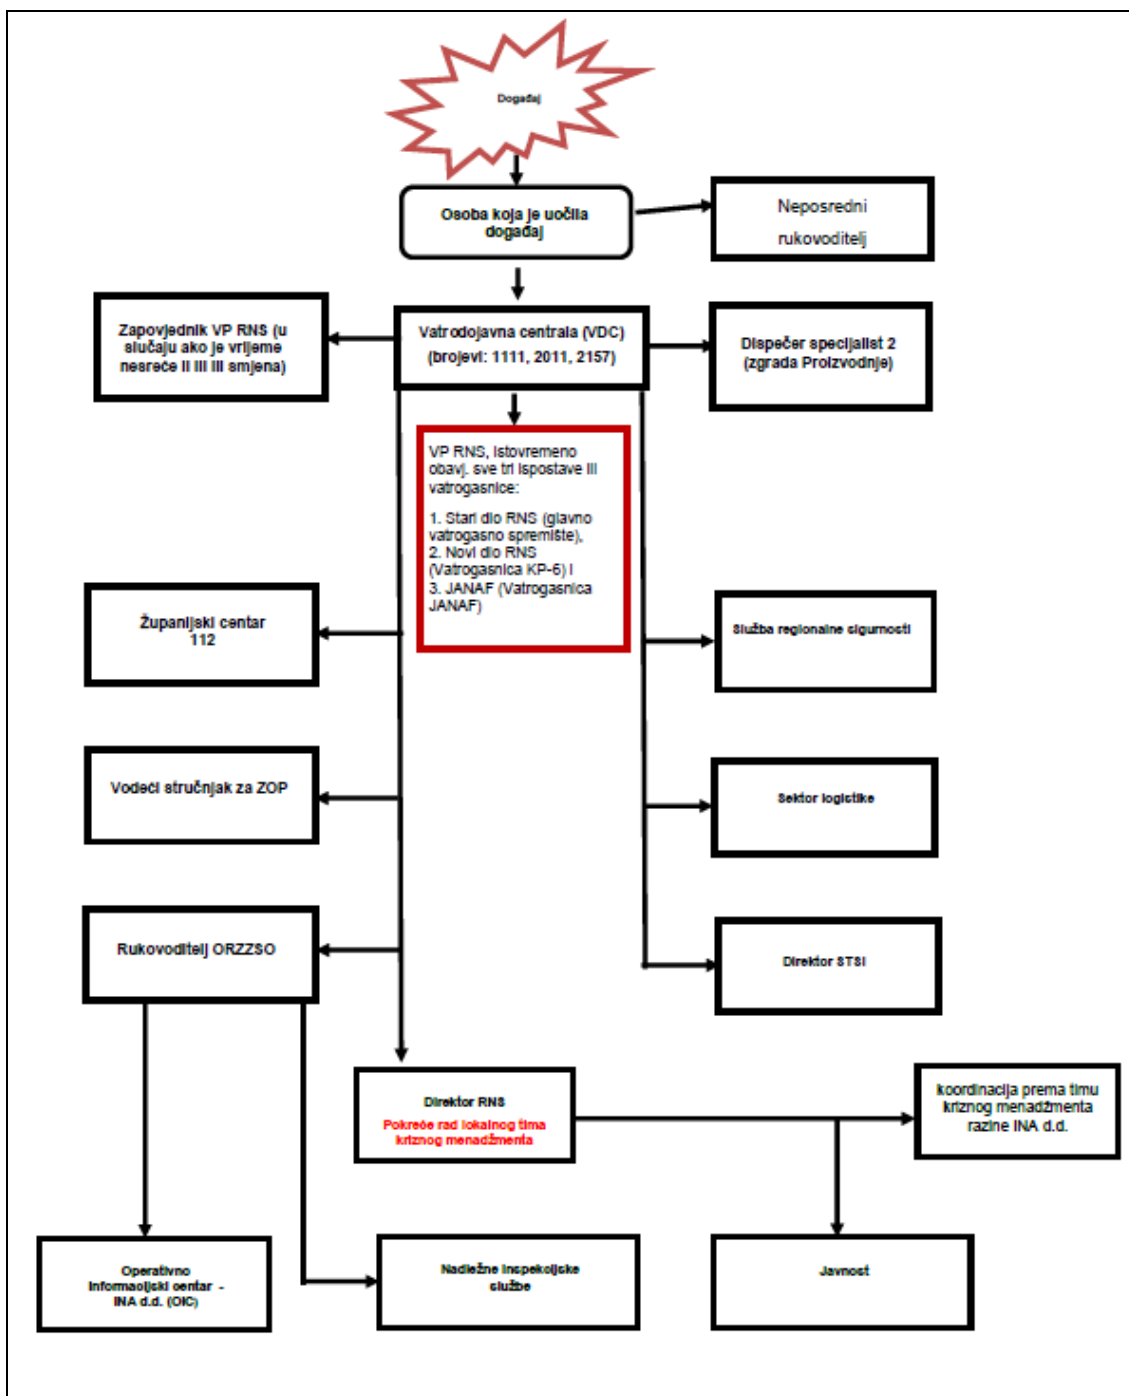 Događaj
Osoba koja je uočila
događaj
Neposredni
rukovoditelj
Zapovjednik VP RNS (u
slučaju ako je vrijeme
nesreće II ili III smjena)
Vatrodojavna centrala (VDC)
(brojevi: 1111, 2011, 2157)
Dispečer specijalist 2
(zgrada Proizvodnje)
VP RNS, istovremeno
obavj. sve tri ispostave ili
vatrogasnice:
1. Stari dio RNS (glavno
vatrogasno spremište),
2. Novi dio RNS
(Vatrogasnica KP-6) i
3. JANAF (Vatrogasnica
JANAF)
Županijski centar
112
Služba regionalne sigurnosti
Vodeći stručnjak za ZOP
Sektor logistike
Rukovoditelj ORZZSO
Direktor STSI
Direktor RNS
Pokreće rad lokalnog tima
kriznog menadžmenta
koordinacija prema timu
kriznog menadžmenta
razine INA d.d.
Operativno
informacijski centar -
INA d.d. (OIC)
Nadležne inspekcijske
službe
Javnost